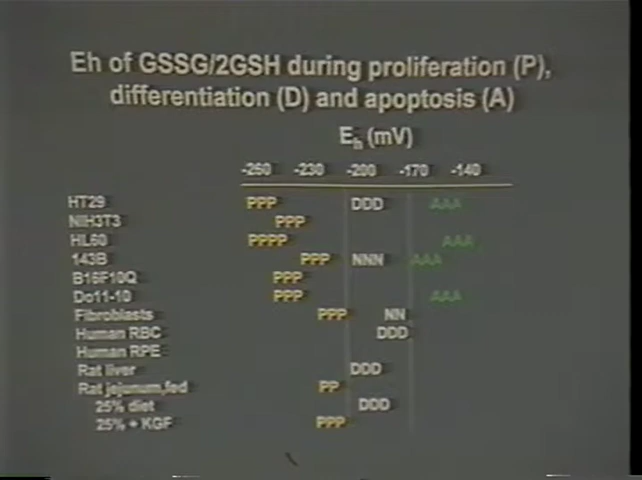 Eh of GSSG/2GSH during proliferation (P),
differentiation (D) and apoptosis (A)
Eh (mV)
-260 -230 -200 -170 -140
HT29 PPP DDD AAA
NIH3T3 PPP
HL60 PPPP AAA
143B PPP NNN AAA
B16F10Q PPP
Do11-10 PPP AAA
Fibroblasts PPP NN
Human RBC DDD
Human RPE
Rat liver DDD
Rat jejunum,fed PP
25% diet DDD
25% + KGF PPP